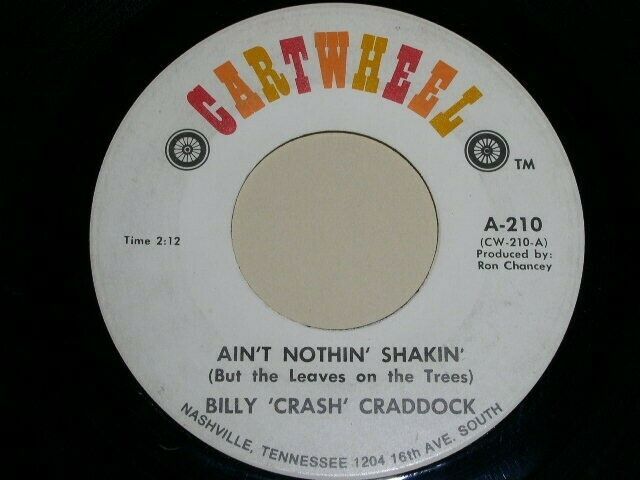 CARTWHEEL
TM
Time 2:12
A-210
(CW-210-A)
Produced by:
Ron Chancey
AIN'T NOTHIN' SHAKIN'
(But the Leaves on the Trees)
BILLY 'CRASH' CRADDOCK
NASHVILLE, TENNESSEE 1204 16th AVE. SOUTH